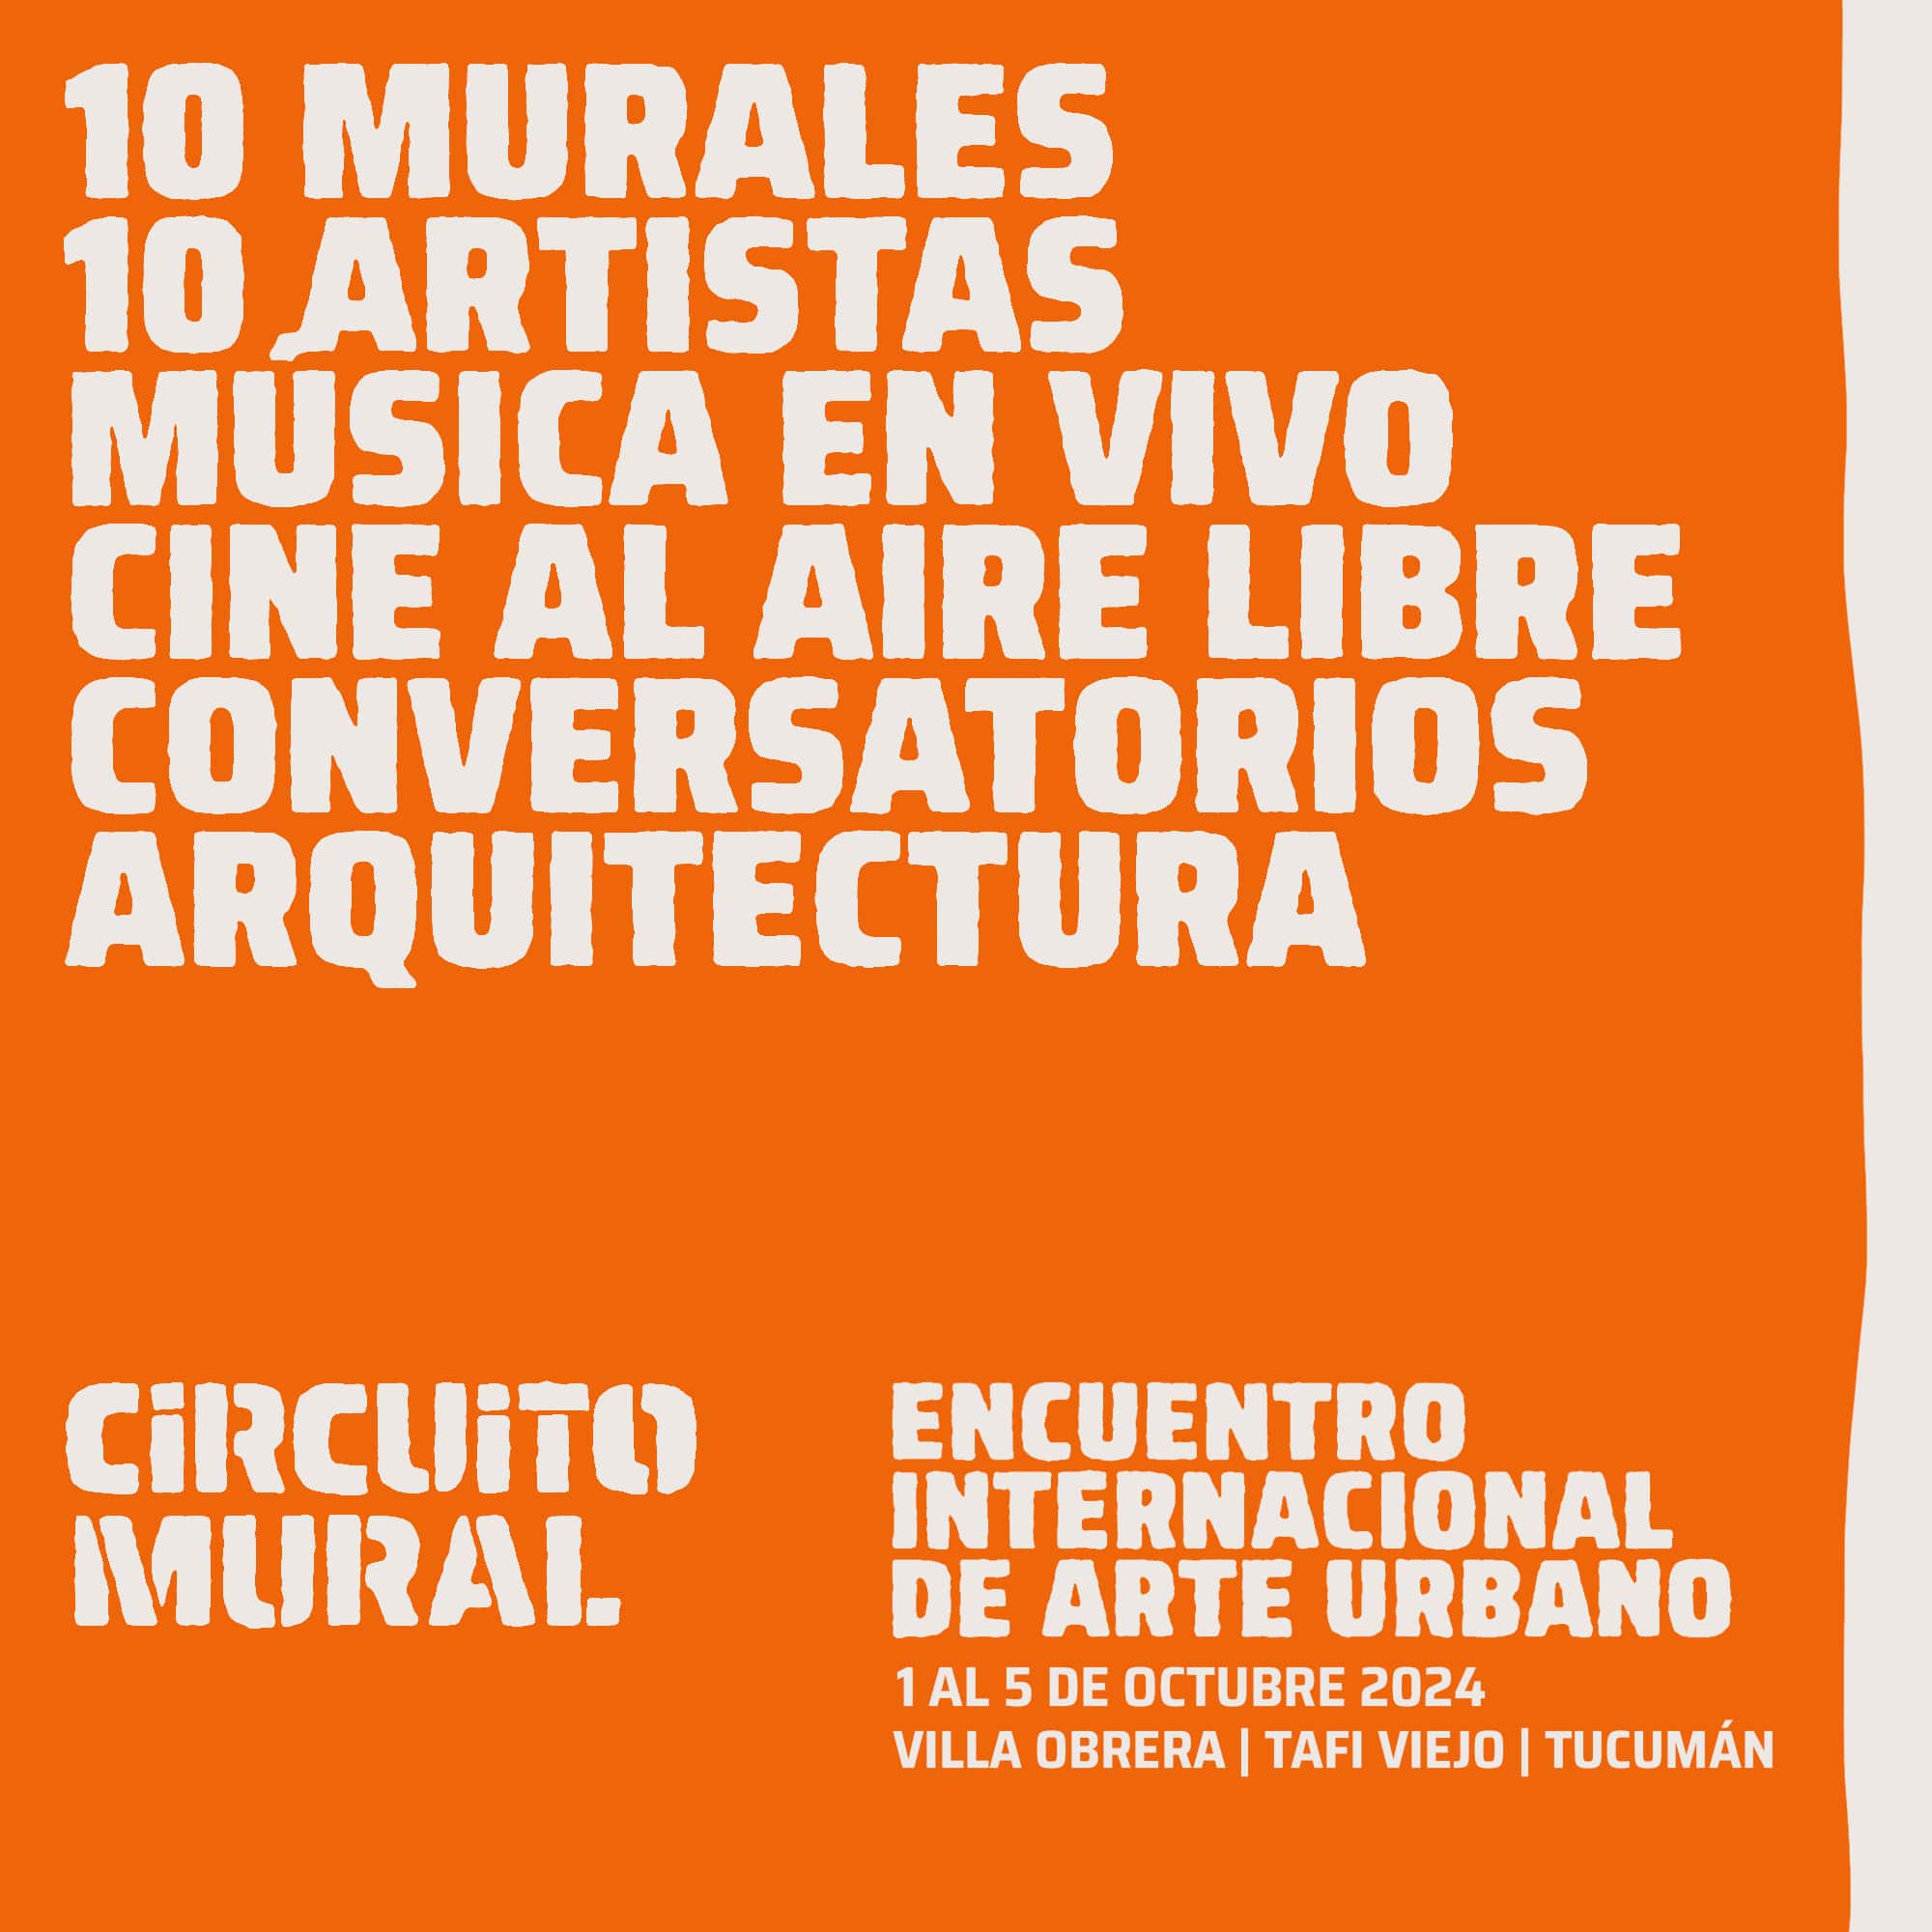 10 MURALES
10 ARTISTAS
MUSICA EN VIVO
CINE AL AIRE LIBRE
CONVERSATORIOS
ARQUITECTURA
CiRCUiTO
MURAL
ENCUENTRO
INTERNACIONAL
DE ARTE URBANO
1 AL 5 DE OCTUBRE 2024
VILLA OBRERA | TAFI VIEJO | TUCUMÁN